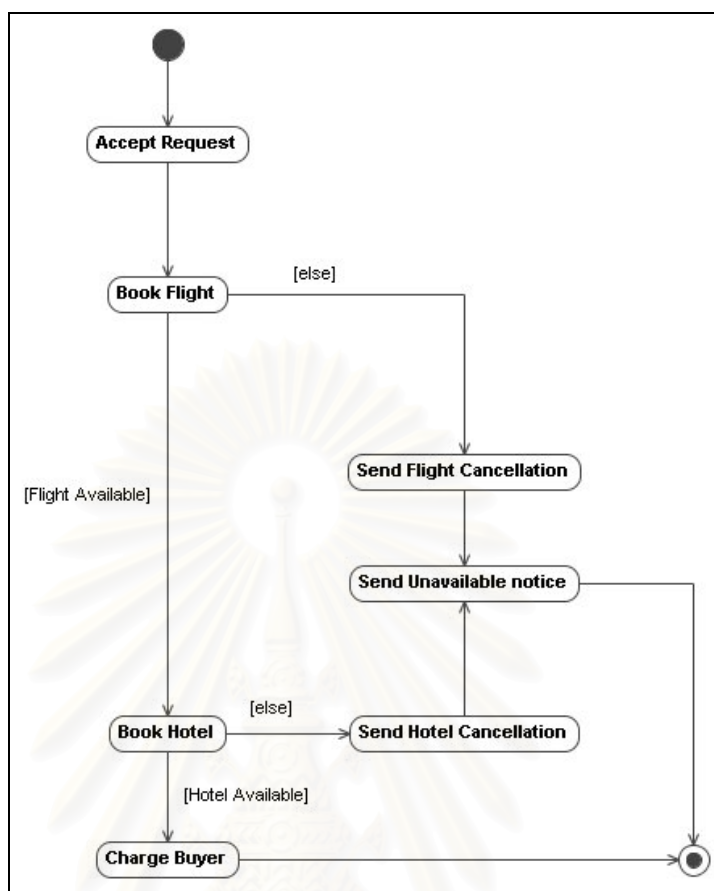 Accept Request
[else]
Book Flight
Send Flight Cancellation
[Flight Available]
Send Unavailable notice
[else]
Book Hotel
Send Hotel Cancellation
[Hotel Available]
Charge Buyer